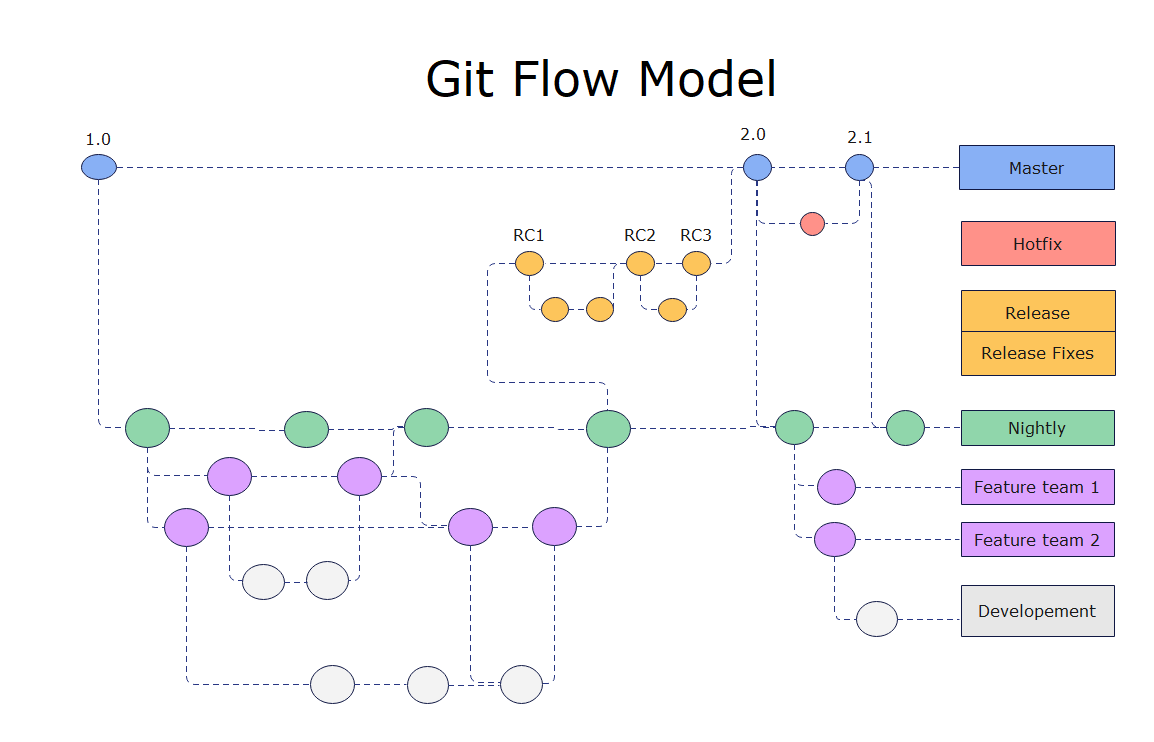 Git Flow Model
1.0
2.0
2.1
Master
RC1
RC2
RC3
Hotfix
Release
Release Fixes
Nightly
Feature team 1
Feature team 2
Developement